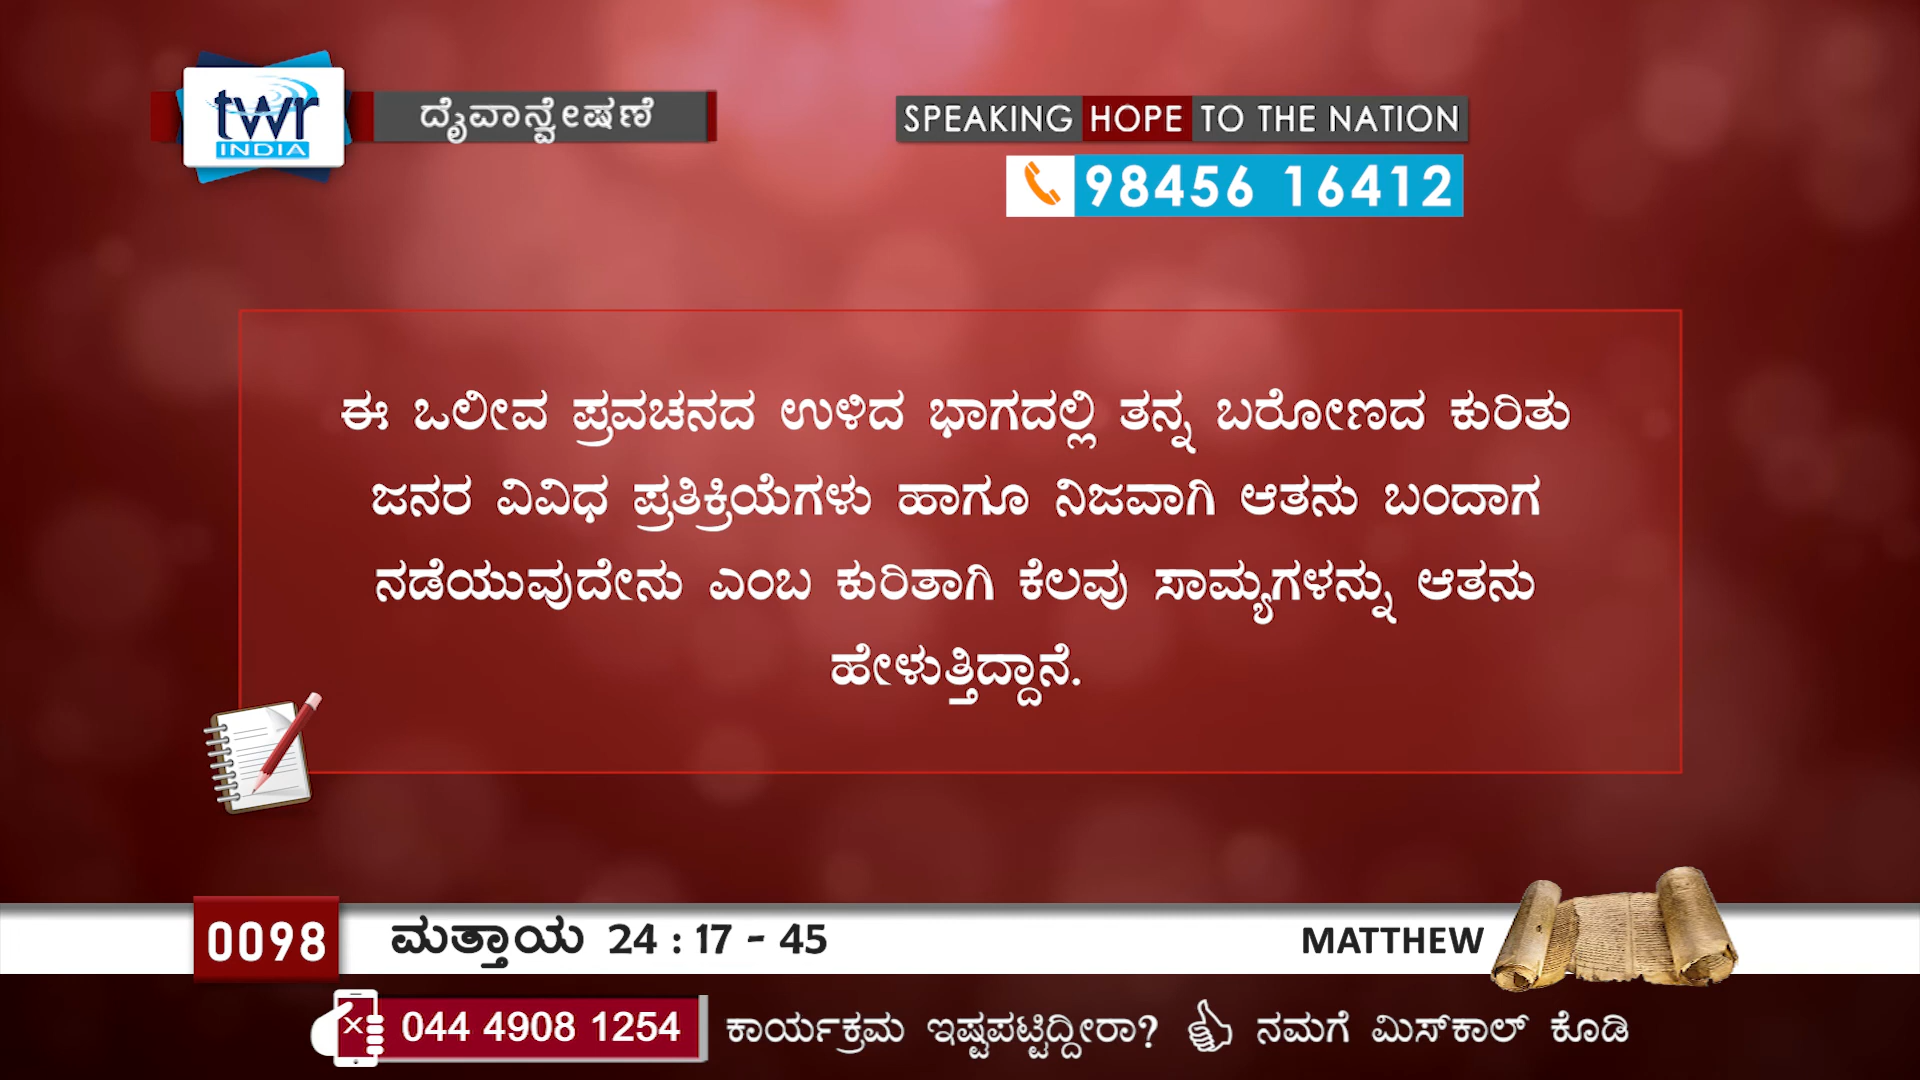 twr
INDIA
ದೈವಾನ್ವೇಷಣೆ
SPEAKING HOPE TO THE NATION
98456 16412
ಈ ಒಲೀವ ಪ್ರವಚನದ ಉಳಿದ ಭಾಗದಲ್ಲಿ ತನ್ನ ಬರೋಣದ ಕುರಿತು
ಜನರ ವಿವಿಧ ಪ್ರತಿಕ್ರಿಯೆಗಳು ಹಾಗೂ ನಿಜವಾಗಿ ಆತನು ಬಂದಾಗ
ನಡೆಯುವುದೇನು ಎಂಬ ಕುರಿತಾಗಿ ಕೆಲವು ಸಾಮ್ಯಗಳನ್ನು ಆತನು
ಹೇಳುತ್ತಿದ್ದಾನೆ.
0098 ಮತ್ತಾಯ 24 : 17 - 45 MATTHEW
044 4908 1254 ಕಾರ್ಯಕ್ರಮ ಇಷ್ಟಪಟ್ಟಿದ್ದೀರಾ? ನಮಗೆ ಮಿಸ್‌ಕಾಲ್ ಕೊಡಿ